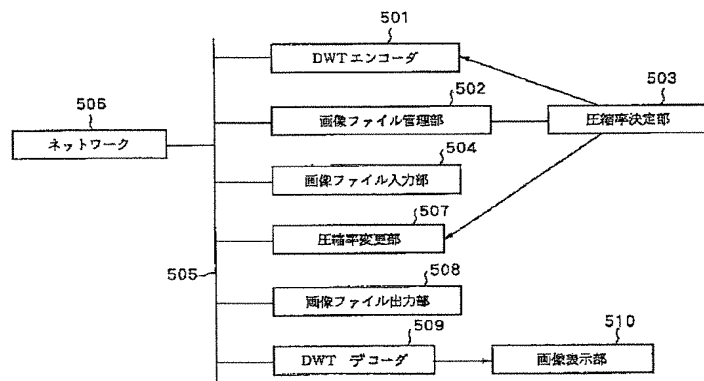 501
DWTエンコーダ
502
503
画像ファイル管理部
圧縮率決定部
506
ネットワーク
504
画像ファイル入力部
507
圧縮率変更部
505
508
画像ファイル出力部
509
510
DWT デコーダ
画像表示部